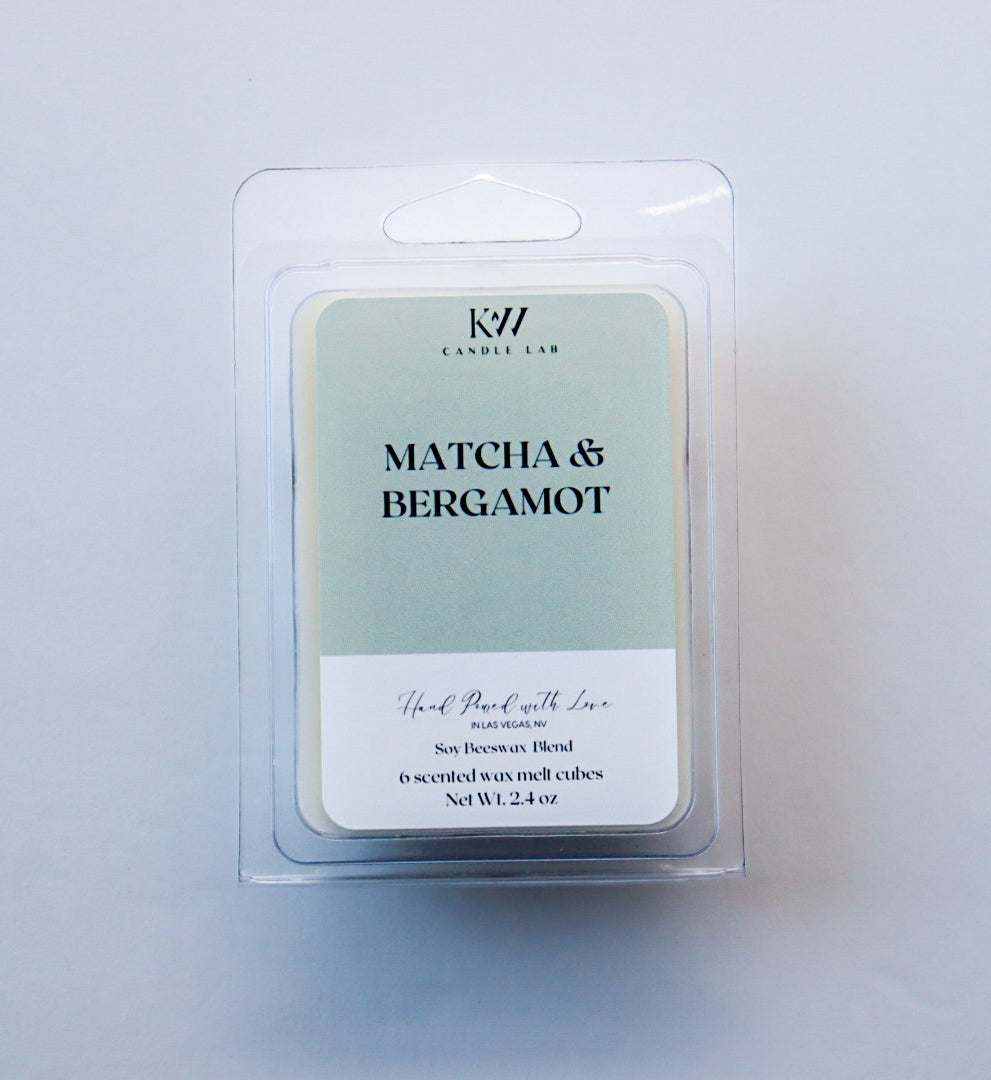 KW
CANDLE LAB
MATCHA &
BERGAMOT
Hand Poured with Love
IN LAS VEGAS, NV
Soy Beeswax Blend
6 scented wax melt cubes
Net Wt. 2.4 oz